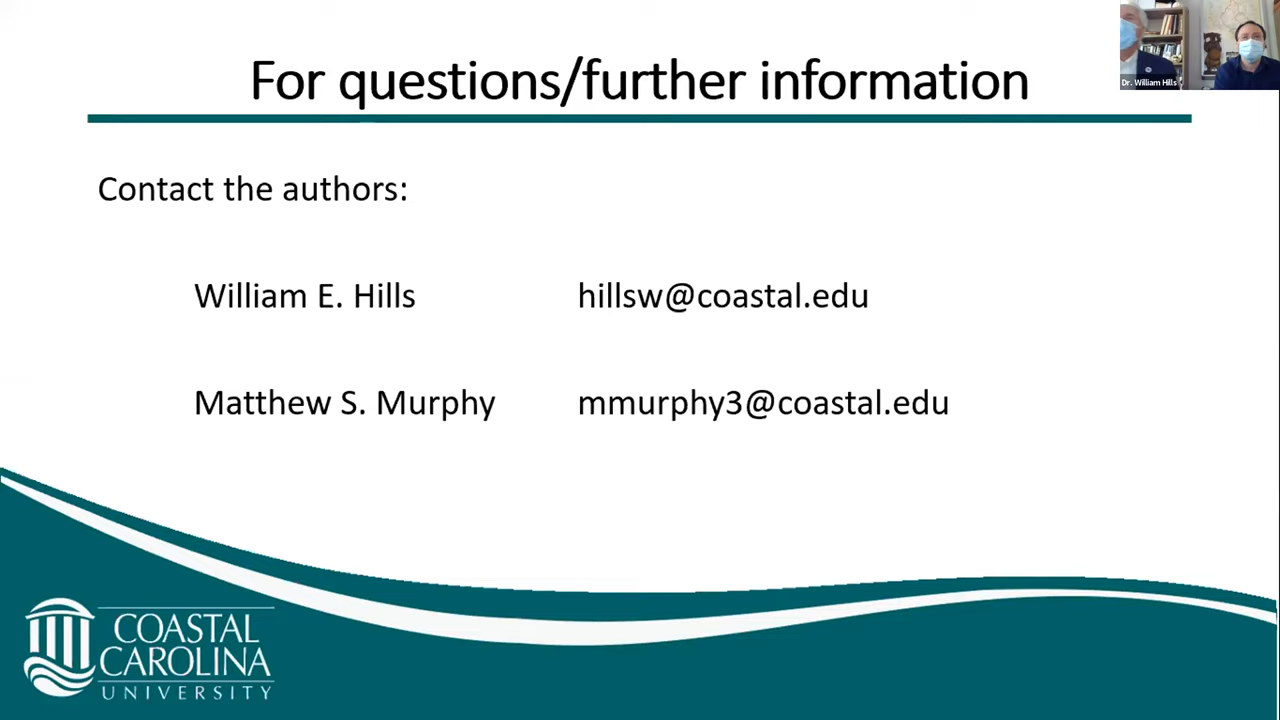 For questions/further information
Dr. William Hills
Contact the authors:
William E. Hills hillsw@coastal.edu
Matthew S. Murphy mmurphy3@coastal.edu
COASTAL
CAROLINA
UNIVERSITY